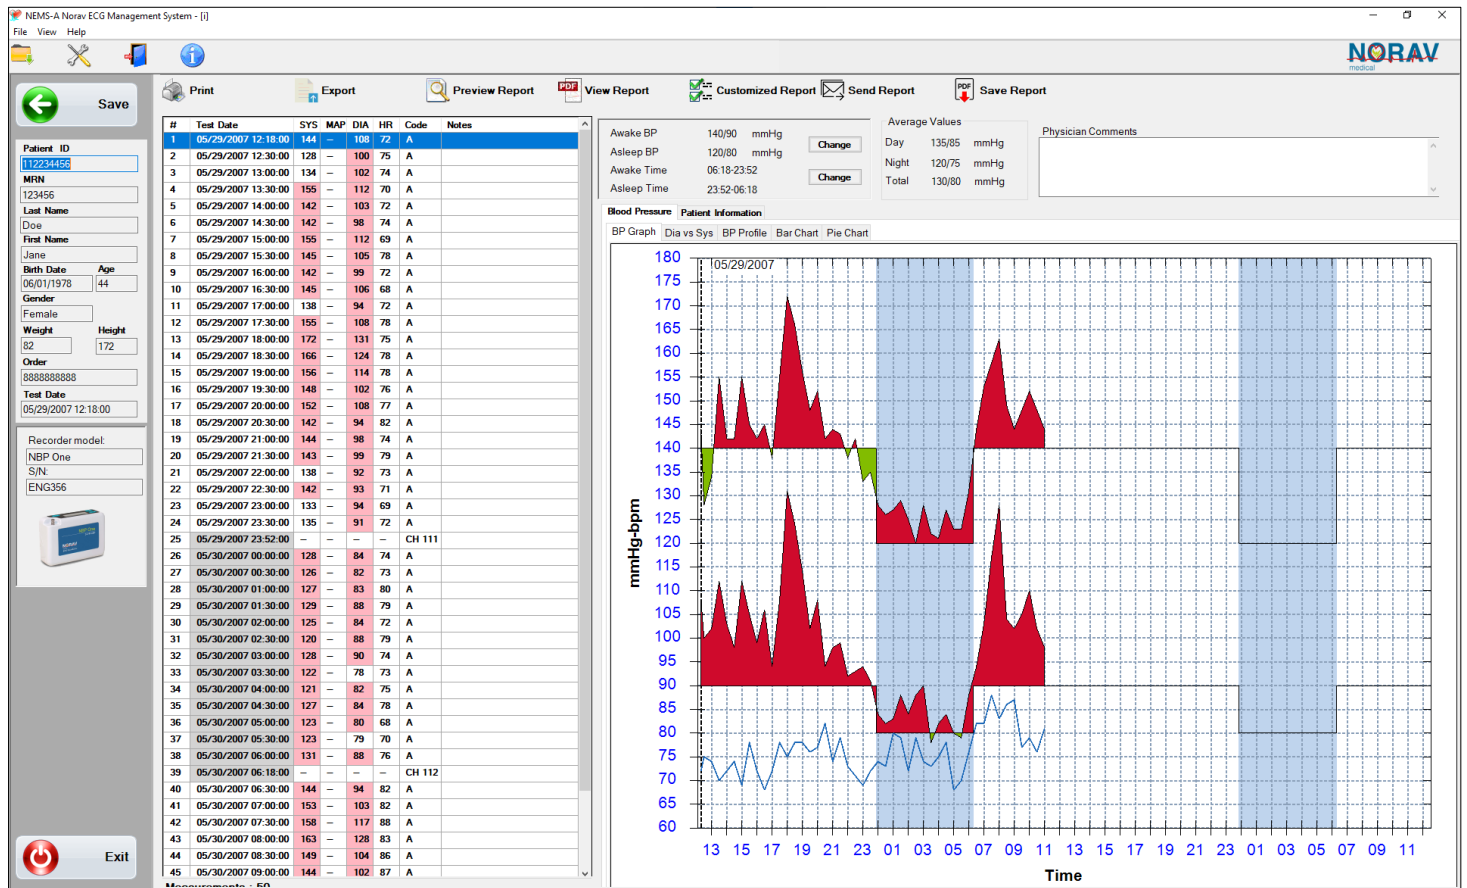 NEMS-A Norav ECG Management System - [i]
File View Help
NORAV
medical
Save
Print Export Preview Report View Report Customized Report Send Report Save Report
Patient ID
112234456
MRN
123456
Last Name
Doe
First Name
Jane
Birth Date Age
06/01/1978 44
Gender
Female
Weight Height
82 172
Order
8888888888
Test Date
05/29/2007 12:18:00
Recorder model:
NBP One
S/N:
ENG356
NORAV
Exit
# Test Date SYS MAP DIA HR Code Notes
1 05/29/2007 12:18:00 144 – 108 72 A
2 05/29/2007 12:30:00 128 – 100 75 A
3 05/29/2007 13:00:00 134 – 102 74 A
4 05/29/2007 13:30:00 155 – 112 70 A
5 05/29/2007 14:00:00 142 – 103 72 A
6 05/29/2007 14:30:00 142 – 98 74 A
7 05/29/2007 15:00:00 155 – 112 69 A
8 05/29/2007 15:30:00 145 – 105 78 A
9 05/29/2007 16:00:00 142 – 99 72 A
10 05/29/2007 16:30:00 145 – 106 68 A
11 05/29/2007 17:00:00 138 – 94 72 A
12 05/29/2007 17:30:00 155 – 108 78 A
13 05/29/2007 18:00:00 172 – 131 75 A
14 05/29/2007 18:30:00 166 – 124 78 A
15 05/29/2007 19:00:00 156 – 114 78 A
16 05/29/2007 19:30:00 148 – 102 76 A
17 05/29/2007 20:00:00 152 – 108 77 A
18 05/29/2007 20:30:00 142 – 94 82 A
19 05/29/2007 21:00:00 144 – 98 74 A
20 05/29/2007 21:30:00 143 – 99 79 A
21 05/29/2007 22:00:00 138 – 92 73 A
22 05/29/2007 22:30:00 142 – 93 71 A
23 05/29/2007 23:00:00 133 – 94 69 A
24 05/29/2007 23:30:00 135 – 91 72 A
25 05/29/2007 23:52:00 – – – – CH 111
26 05/30/2007 00:00:00 128 – 84 74 A
27 05/30/2007 00:30:00 126 – 82 73 A
28 05/30/2007 01:00:00 127 – 83 80 A
29 05/30/2007 01:30:00 129 – 88 79 A
30 05/30/2007 02:00:00 125 – 84 72 A
31 05/30/2007 02:30:00 120 – 88 79 A
32 05/30/2007 03:00:00 128 – 90 74 A
33 05/30/2007 03:30:00 122 – 78 73 A
34 05/30/2007 04:00:00 121 – 82 75 A
35 05/30/2007 04:30:00 127 – 84 78 A
36 05/30/2007 05:00:00 123 – 80 68 A
37 05/30/2007 05:30:00 123 – 79 70 A
38 05/30/2007 06:00:00 131 – 88 76 A
39 05/30/2007 06:18:00 – – – – CH 112
40 05/30/2007 06:30:00 144 – 94 82 A
41 05/30/2007 07:00:00 153 – 103 82 A
42 05/30/2007 07:30:00 158 – 117 88 A
43 05/30/2007 08:00:00 163 – 128 83 A
44 05/30/2007 08:30:00 149 – 104 86 A
45 05/30/2007 09:00:00 144 – 102 87 A
Measurements : 50
Awake BP 140/90 mmHg Change
Asleep BP 120/80 mmHg
Awake Time 06:18-23:52 Change
Asleep Time 23:52-06:18
Average Values
Day 135/85 mmHg
Night 120/75 mmHg
Total 130/80 mmHg
Physician Comments
Blood Pressure Patient Information
BP Graph Dia vs Sys BP Profile Bar Chart Pie Chart
05/29/2007
180
175
170
165
160
155
150
145
140
135
130
125
120
115
110
105
100
95
90
85
80
75
70
65
60
mmHg-bpm
13 15 17 19 21 23 01 03 05 07 09 11 13 15 17 19 21 23 01 03 05 07 09 11
Time